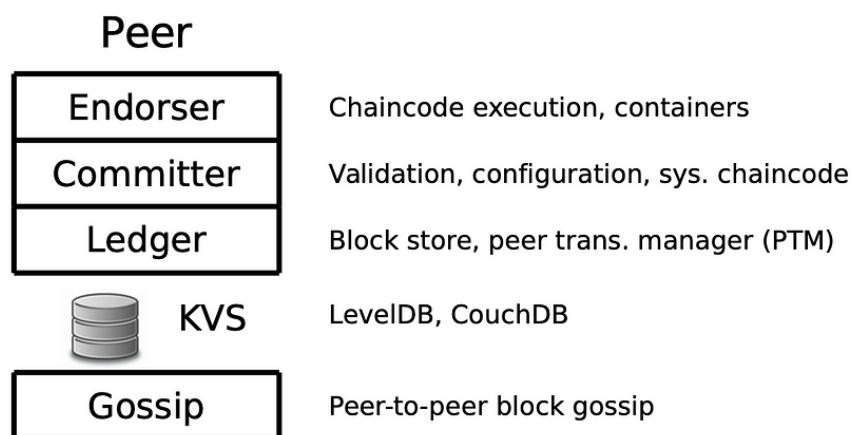 Peer
Endorser Chaincode execution, containers
Committer Validation, configuration, sys. chaincode
Ledger Block store, peer trans. manager (PTM)
KVS LevelDB, CouchDB
Gossip Peer-to-peer block gossip